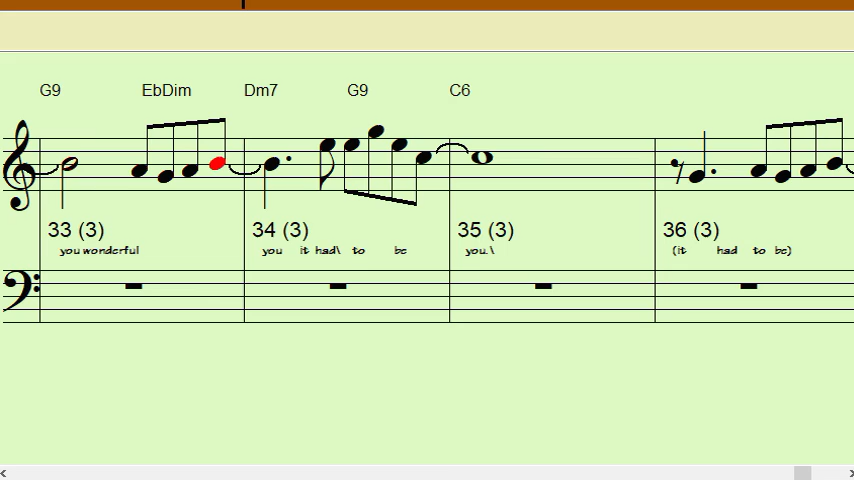 G9 EbDim Dm7 G9 C6
33 (3) 34 (3) 35 (3) 36 (3)
you wonderful you it had\ to be you.\ (it had to be)